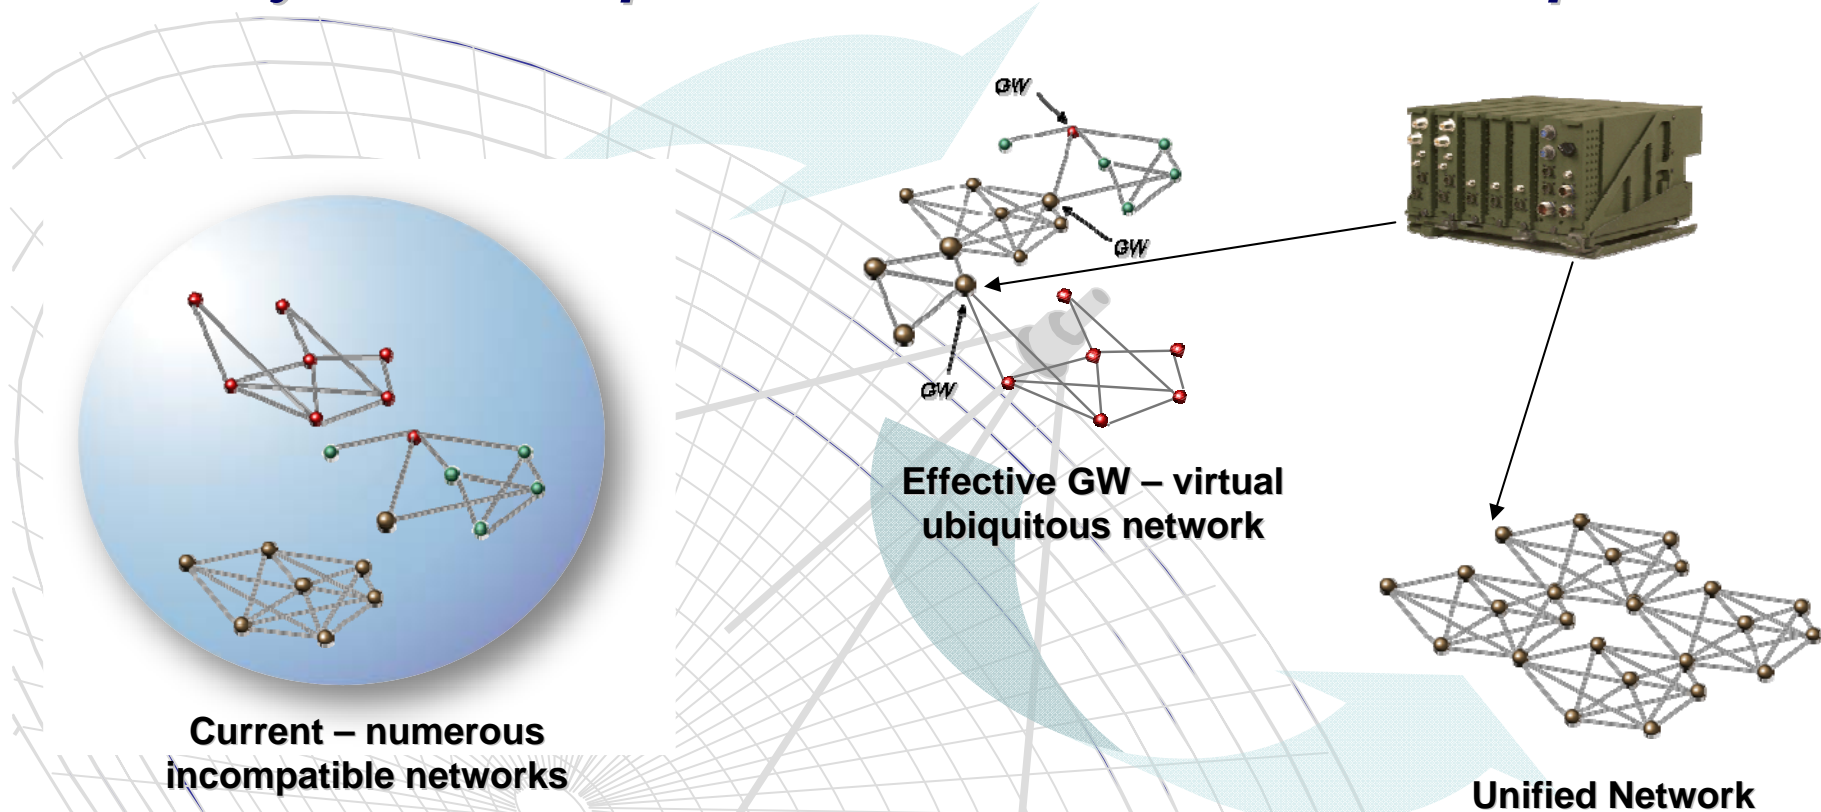 GW
GW
GW
Effective GW – virtual
ubiquitous network
Current – numerous
incompatible networks
Unified Network